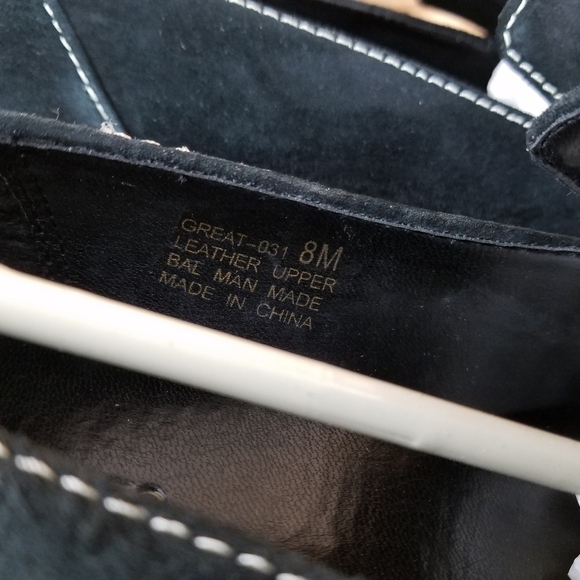 GREAT-031 8M
LEATHER UPPER
BAL MAN MADE
MADE IN CHINA